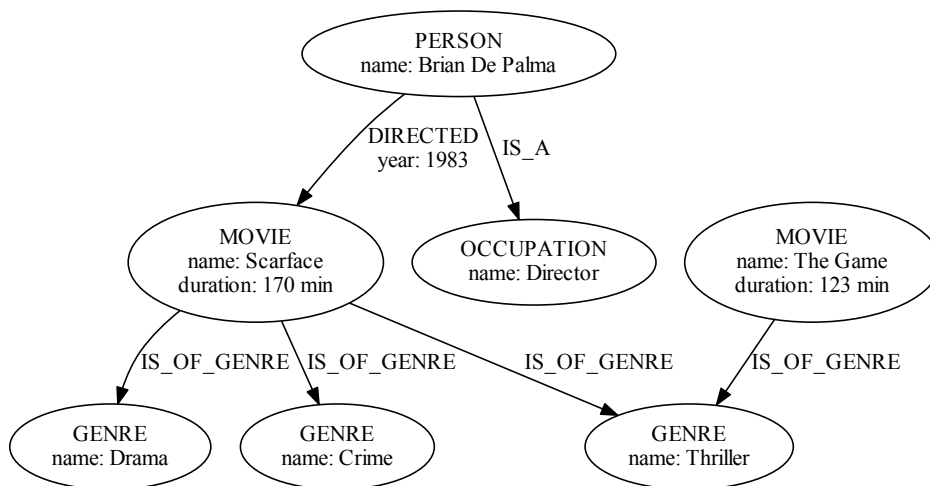 PERSON
name: Brian De Palma
DIRECTED
year: 1983
IS_A
MOVIE
name: Scarface
duration: 170 min
OCCUPATION
name: Director
MOVIE
name: The Game
duration: 123 min
IS_OF_GENRE
IS_OF_GENRE
IS_OF_GENRE
IS_OF_GENRE
GENRE
name: Drama
GENRE
name: Crime
GENRE
name: Thriller